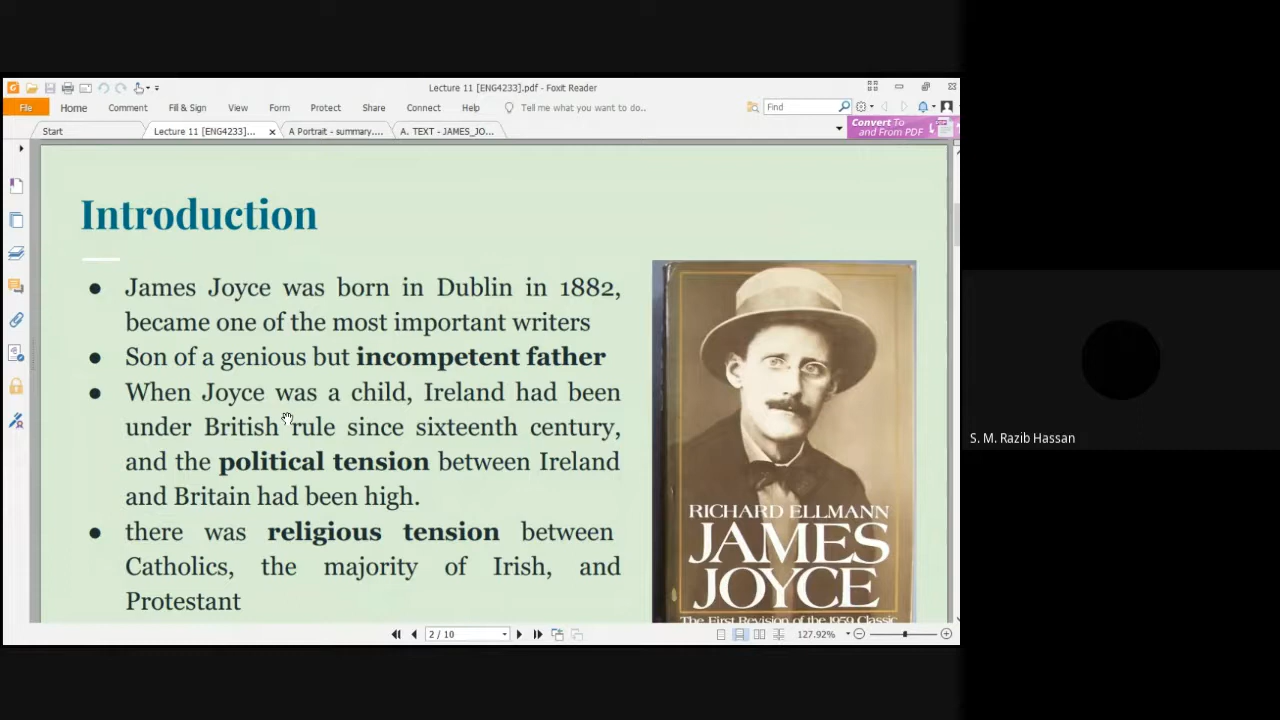 Lecture 11 [ENG4233].pdf - Foxit Reader
File Home Comment Fill & Sign View Form Protect Share Connect Help Tell me what you want to do.. Find
Start Lecture 11 [ENG4233]... A Portrait - summary.... A. TEXT - JAMES_JO... Convert To
and From PDF
Introduction
● James Joyce was born in Dublin in 1882,
became one of the most important writers
● Son of a genious but incompetent father
● When Joyce was a child, Ireland had been
under British rule since sixteenth century,
and the political tension between Ireland
and Britain had been high.
● there was religious tension between
Catholics, the majority of Irish, and
Protestant
RICHARD ELLMANN
JAMES
JOYCE
The First Revision of the 1959 Classic
2 / 10 127.92%
S. M. Razib Hassan